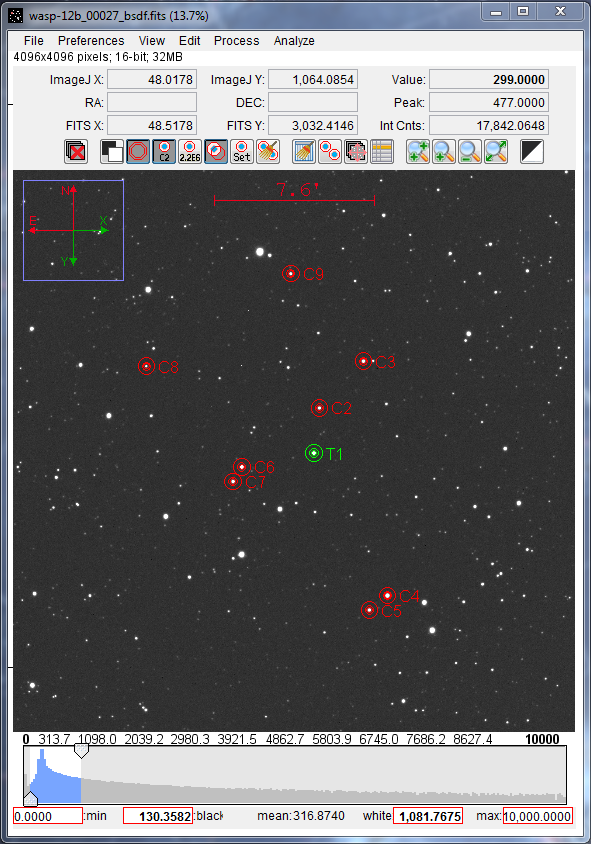 wasp-12b_00027_bsdf.fits (13.7%)
File Preferences View Edit Process Analyze
4096x4096 pixels; 16-bit; 32MB
ImageJ X: 48.0178 ImageJ Y: 1,064.0854 Value: 299.0000
RA: DEC: Peak: 477.0000
FITS X: 48.5178 FITS Y: 3,032.4146 Int Cnts: 17,842.0648
C2 2.2E6 Set
7.6'
N
E X
Y
C9
C3
C8
C2
T1
C6
C7
C4
C5
0 313.7 1098.0 2039.2 2980.3 3921.5 4862.7 5803.9 6745.0 7686.2 8627.4 10000
0.0000 :min 130.3582 :black mean: 316.8740 white: 1,081.7675 max: 10,000.0000